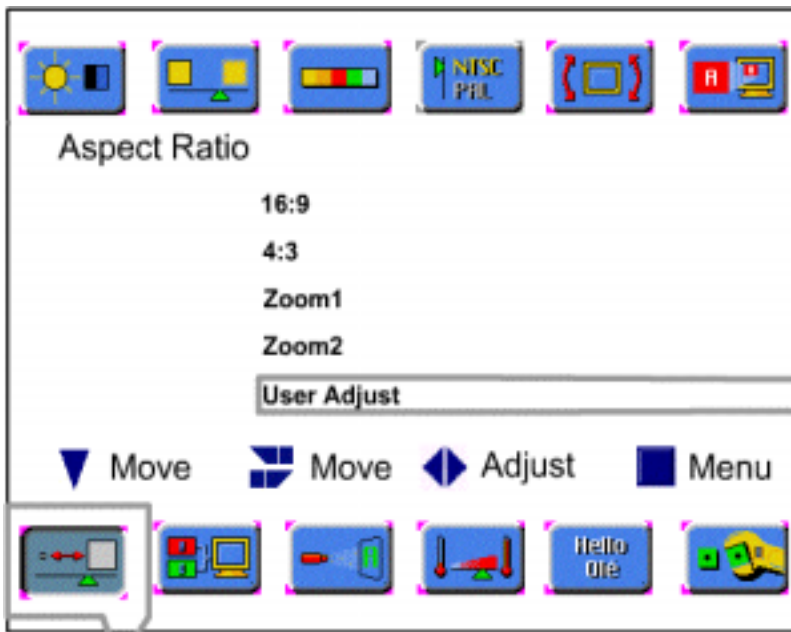 NTSC
PAL
A
Aspect Ratio
16:9
4:3
Zoom1
Zoom2
User Adjust
Move Move Adjust Menu
Hello
Olé